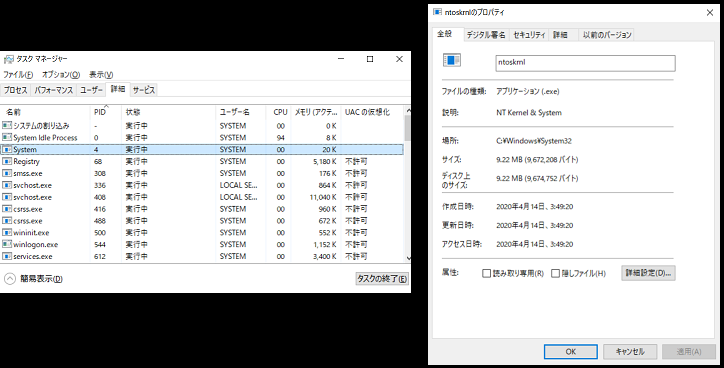 タスク マネージャー
ファイル(F) オプション(O) 表示(V)
プロセス パフォーマンス ユーザー 詳細 サービス
名前 PID 状態 ユーザー名 CPU メモリ (アクテ... UAC の仮想化
システムの割り込み - 実行中 SYSTEM 00 0 K
System Idle Process 0 実行中 SYSTEM 94 8 K
System 4 実行中 SYSTEM 00 20 K
Registry 68 実行中 SYSTEM 00 5,180 K 不許可
smss.exe 308 実行中 SYSTEM 00 176 K 不許可
svchost.exe 336 実行中 LOCAL SE... 00 864 K 不許可
svchost.exe 408 実行中 LOCAL SE... 00 11,040 K 不許可
csrss.exe 416 実行中 SYSTEM 00 960 K 不許可
csrss.exe 488 実行中 SYSTEM 00 672 K 不許可
wininit.exe 500 実行中 SYSTEM 00 552 K 不許可
winlogon.exe 544 実行中 SYSTEM 00 1,152 K 不許可
services.exe 612 実行中 SYSTEM 00 3,400 K 不許可
簡易表示(D) タスクの終了(E)
ntoskrnlのプロパティ
全般 デジタル署名 セキュリティ 詳細 以前のバージョン
ntoskrnl
ファイルの種類: アプリケーション (.exe)
説明: NT Kernel & System
場所: C:¥Windows¥System32
サイズ: 9.22 MB (9,672,208 バイト)
ディスク上
のサイズ: 9.22 MB (9,674,752 バイト)
作成日時: 2020年4月14日、3:49:20
更新日時: 2020年4月14日、3:49:20
アクセス日時: 2020年4月14日、3:49:20
属性: 読み取り専用(R) 隠しファイル(H) 詳細設定(D)...
OK キャンセル 適用(A)